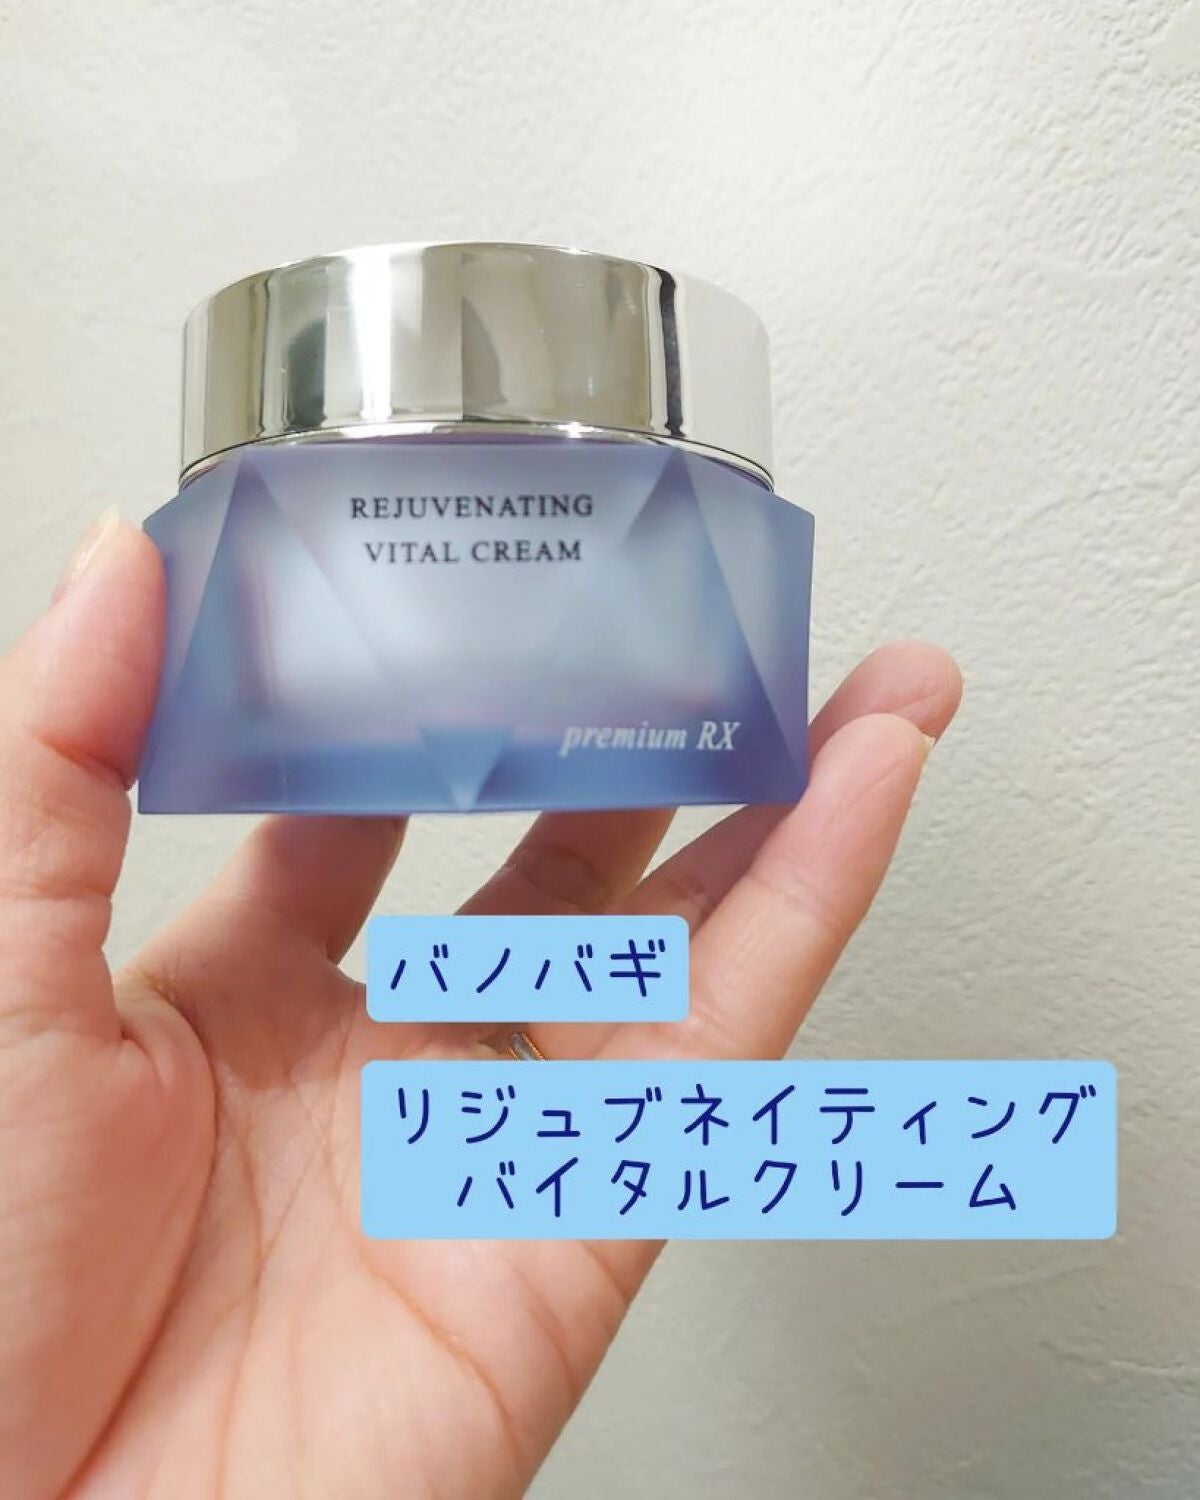 REJUVENATING
VITAL CREAM
premium RX
バノバギ
リジュブネイティング
バイタルクリーム